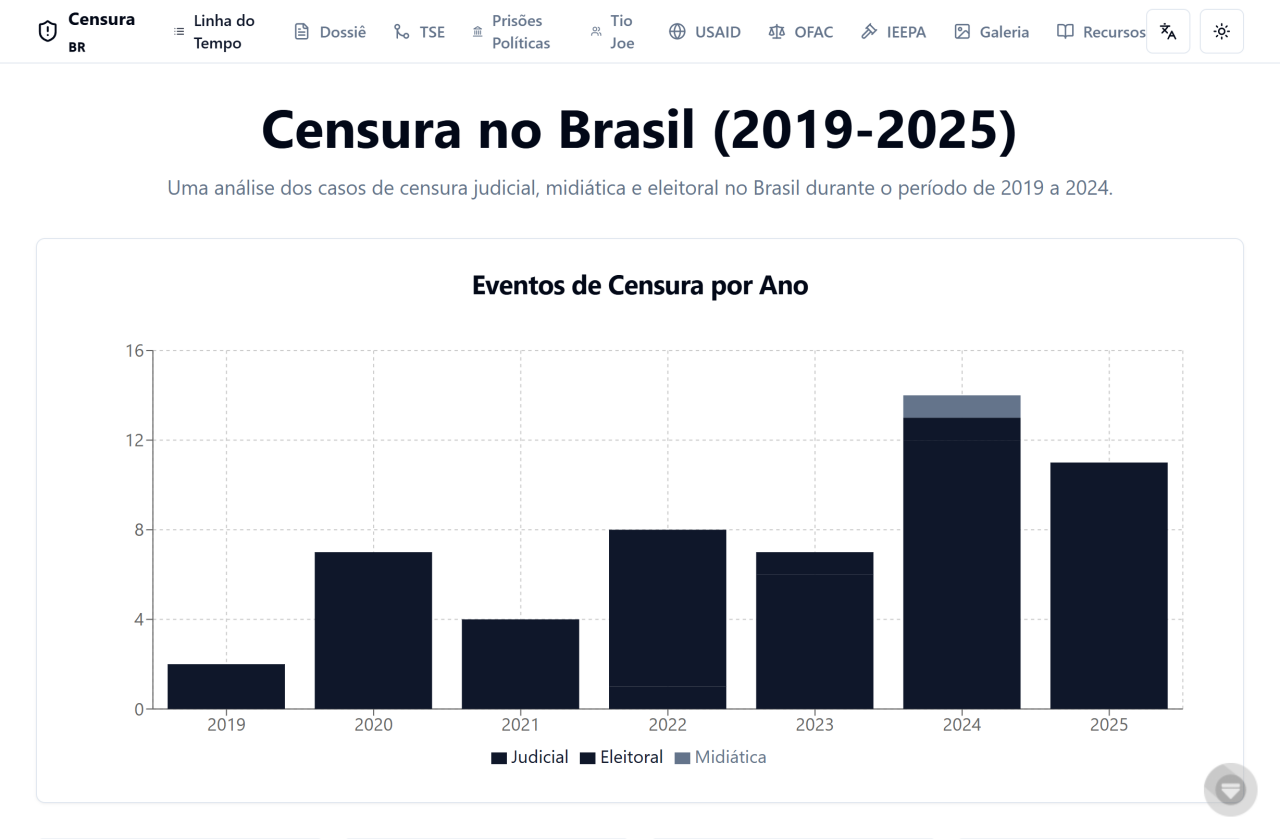 Censura
BR
Linha do
Tempo
Dossiê
TSE
Prisões
Políticas
Tio
Joe
USAID
OFAC
IEEPA
Galeria
Recursos
Censura no Brasil (2019-2025)
Uma análise dos casos de censura judicial, midiática e eleitoral no Brasil durante o período de 2019 a 2024.
Eventos de Censura por Ano
16
12
8
4
0
2019 2020 2021 2022 2023 2024 2025
Judicial Eleitoral Midiática